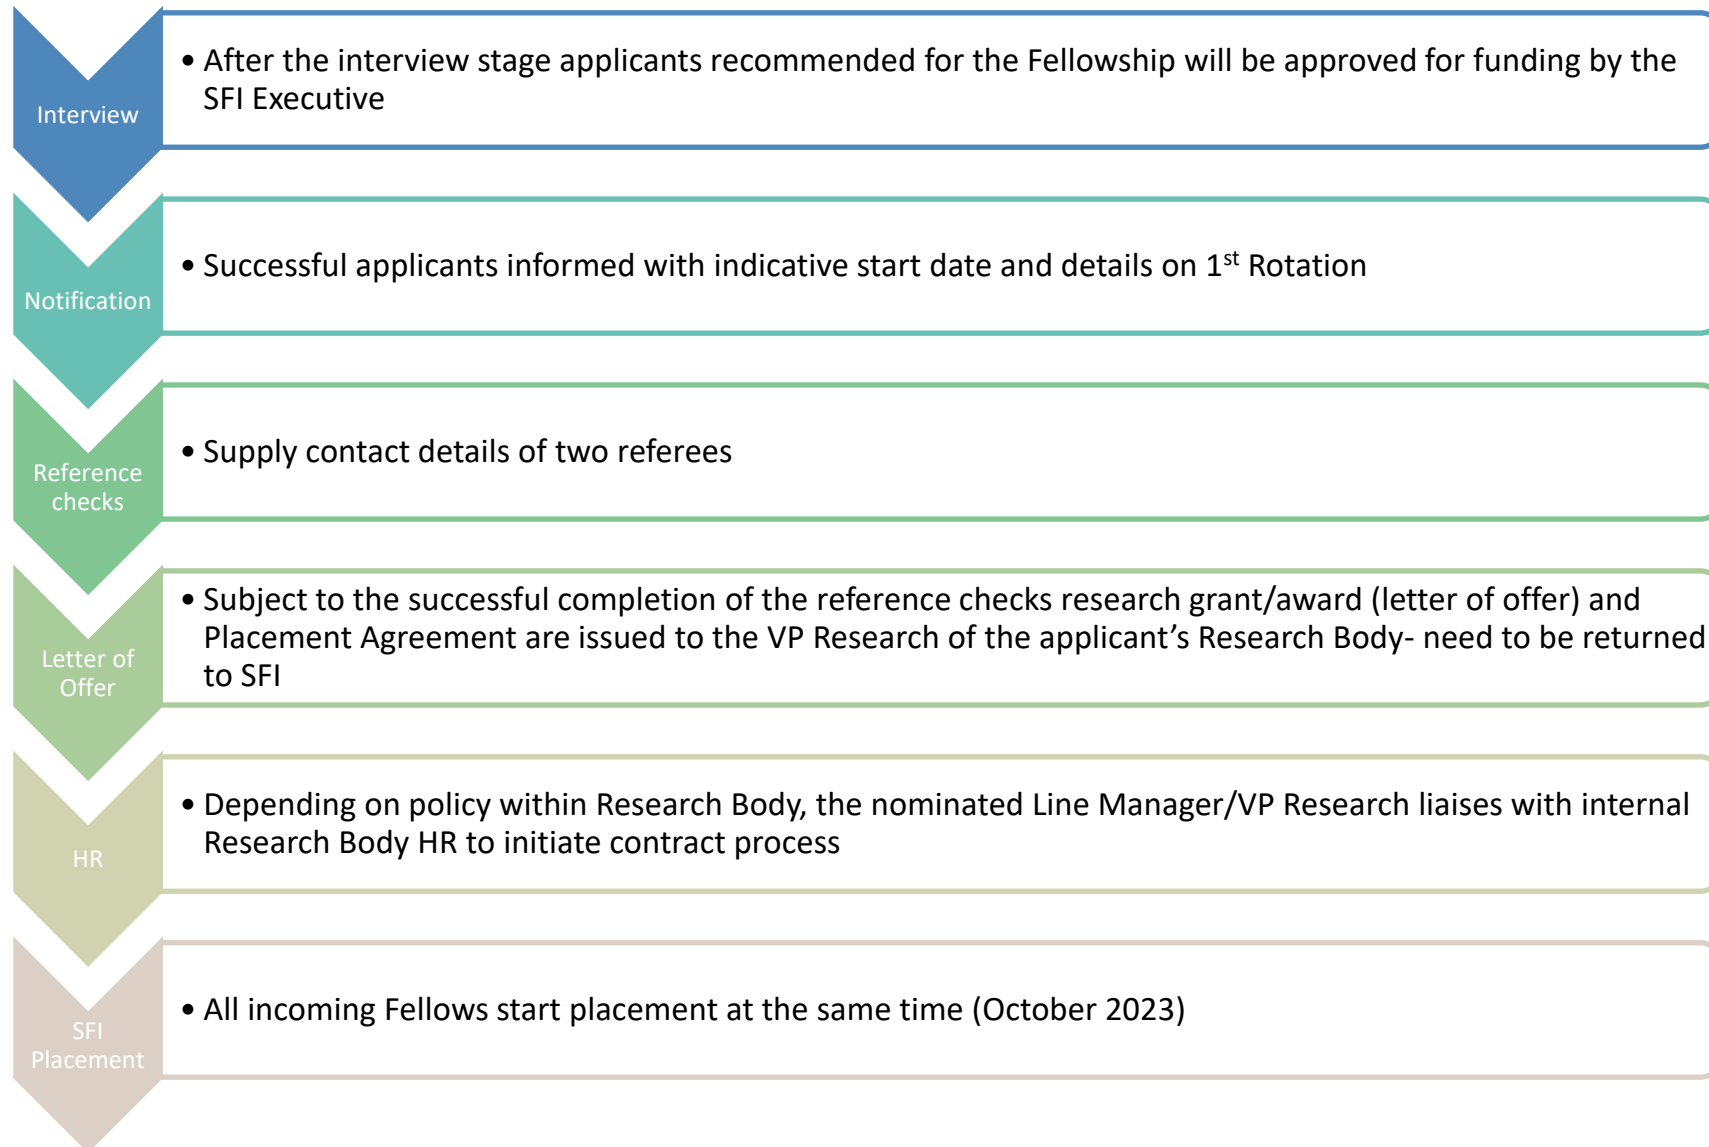 Interview
• After the interview stage applicants recommended for the Fellowship will be approved for funding by the
SFI Executive
Notification
• Successful applicants informed with indicative start date and details on 1st Rotation
Reference
checks
• Supply contact details of two referees
Letter of
Offer
• Subject to the successful completion of the reference checks research grant/award (letter of offer) and
Placement Agreement are issued to the VP Research of the applicant’s Research Body- need to be returned
to SFI
HR
• Depending on policy within Research Body, the nominated Line Manager/VP Research liaises with internal
Research Body HR to initiate contract process
SFI
Placement
• All incoming Fellows start placement at the same time (October 2023)